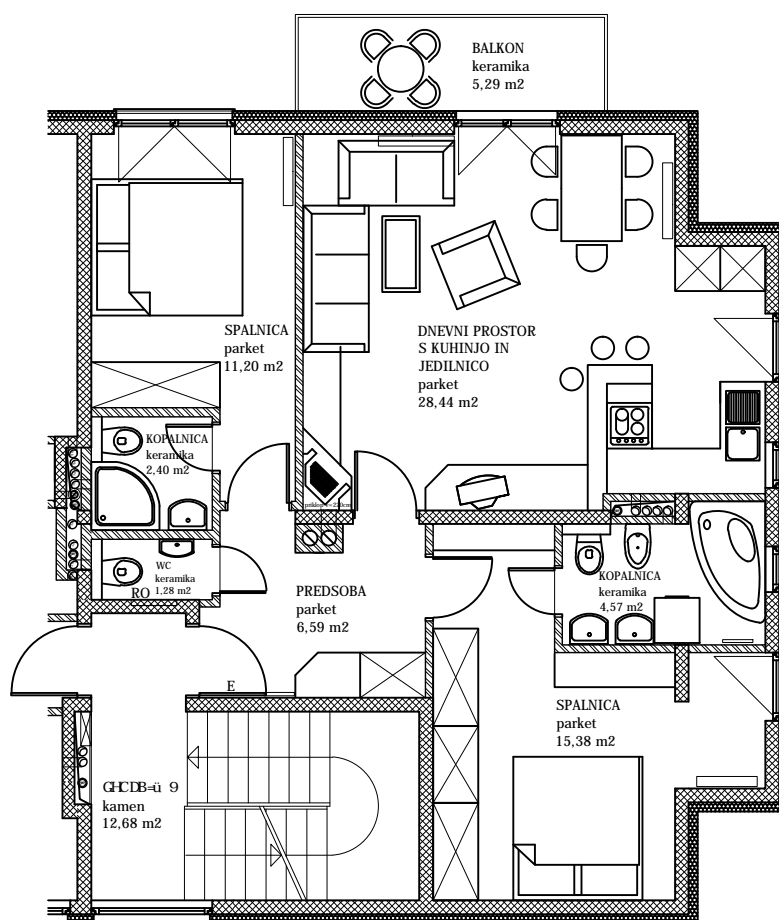 BALKON
keramika
5,29 m2
SPALNICA
parket
11,20 m2
DNEVNI PROSTOR
S KUHINJO IN
JEDILNICO
parket
28,44 m2
KOPALNICA
keramika
2,40 m2
WC
keramika
1,28 m2
RO
PREDSOBA
parket
6,59 m2
KOPALNICA
keramika
4,57 m2
E
SPALNICA
parket
15,38 m2
kamen
12,68 m2